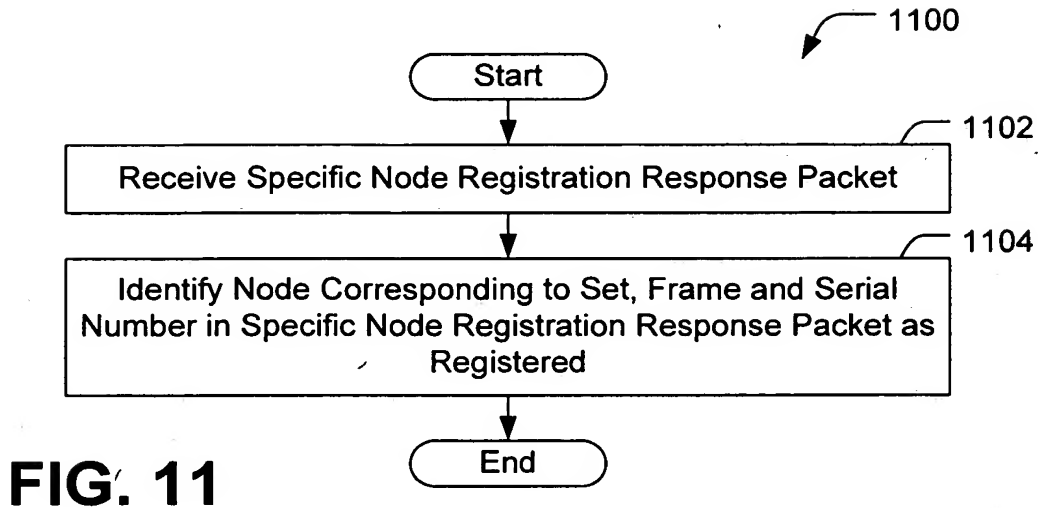 1100
Start
1102
Receive Specific Node Registration Response Packet
1104
Identify Node Corresponding to Set, Frame and Serial
Number in Specific Node Registration Response Packet as
Registered
End
FIG. 11